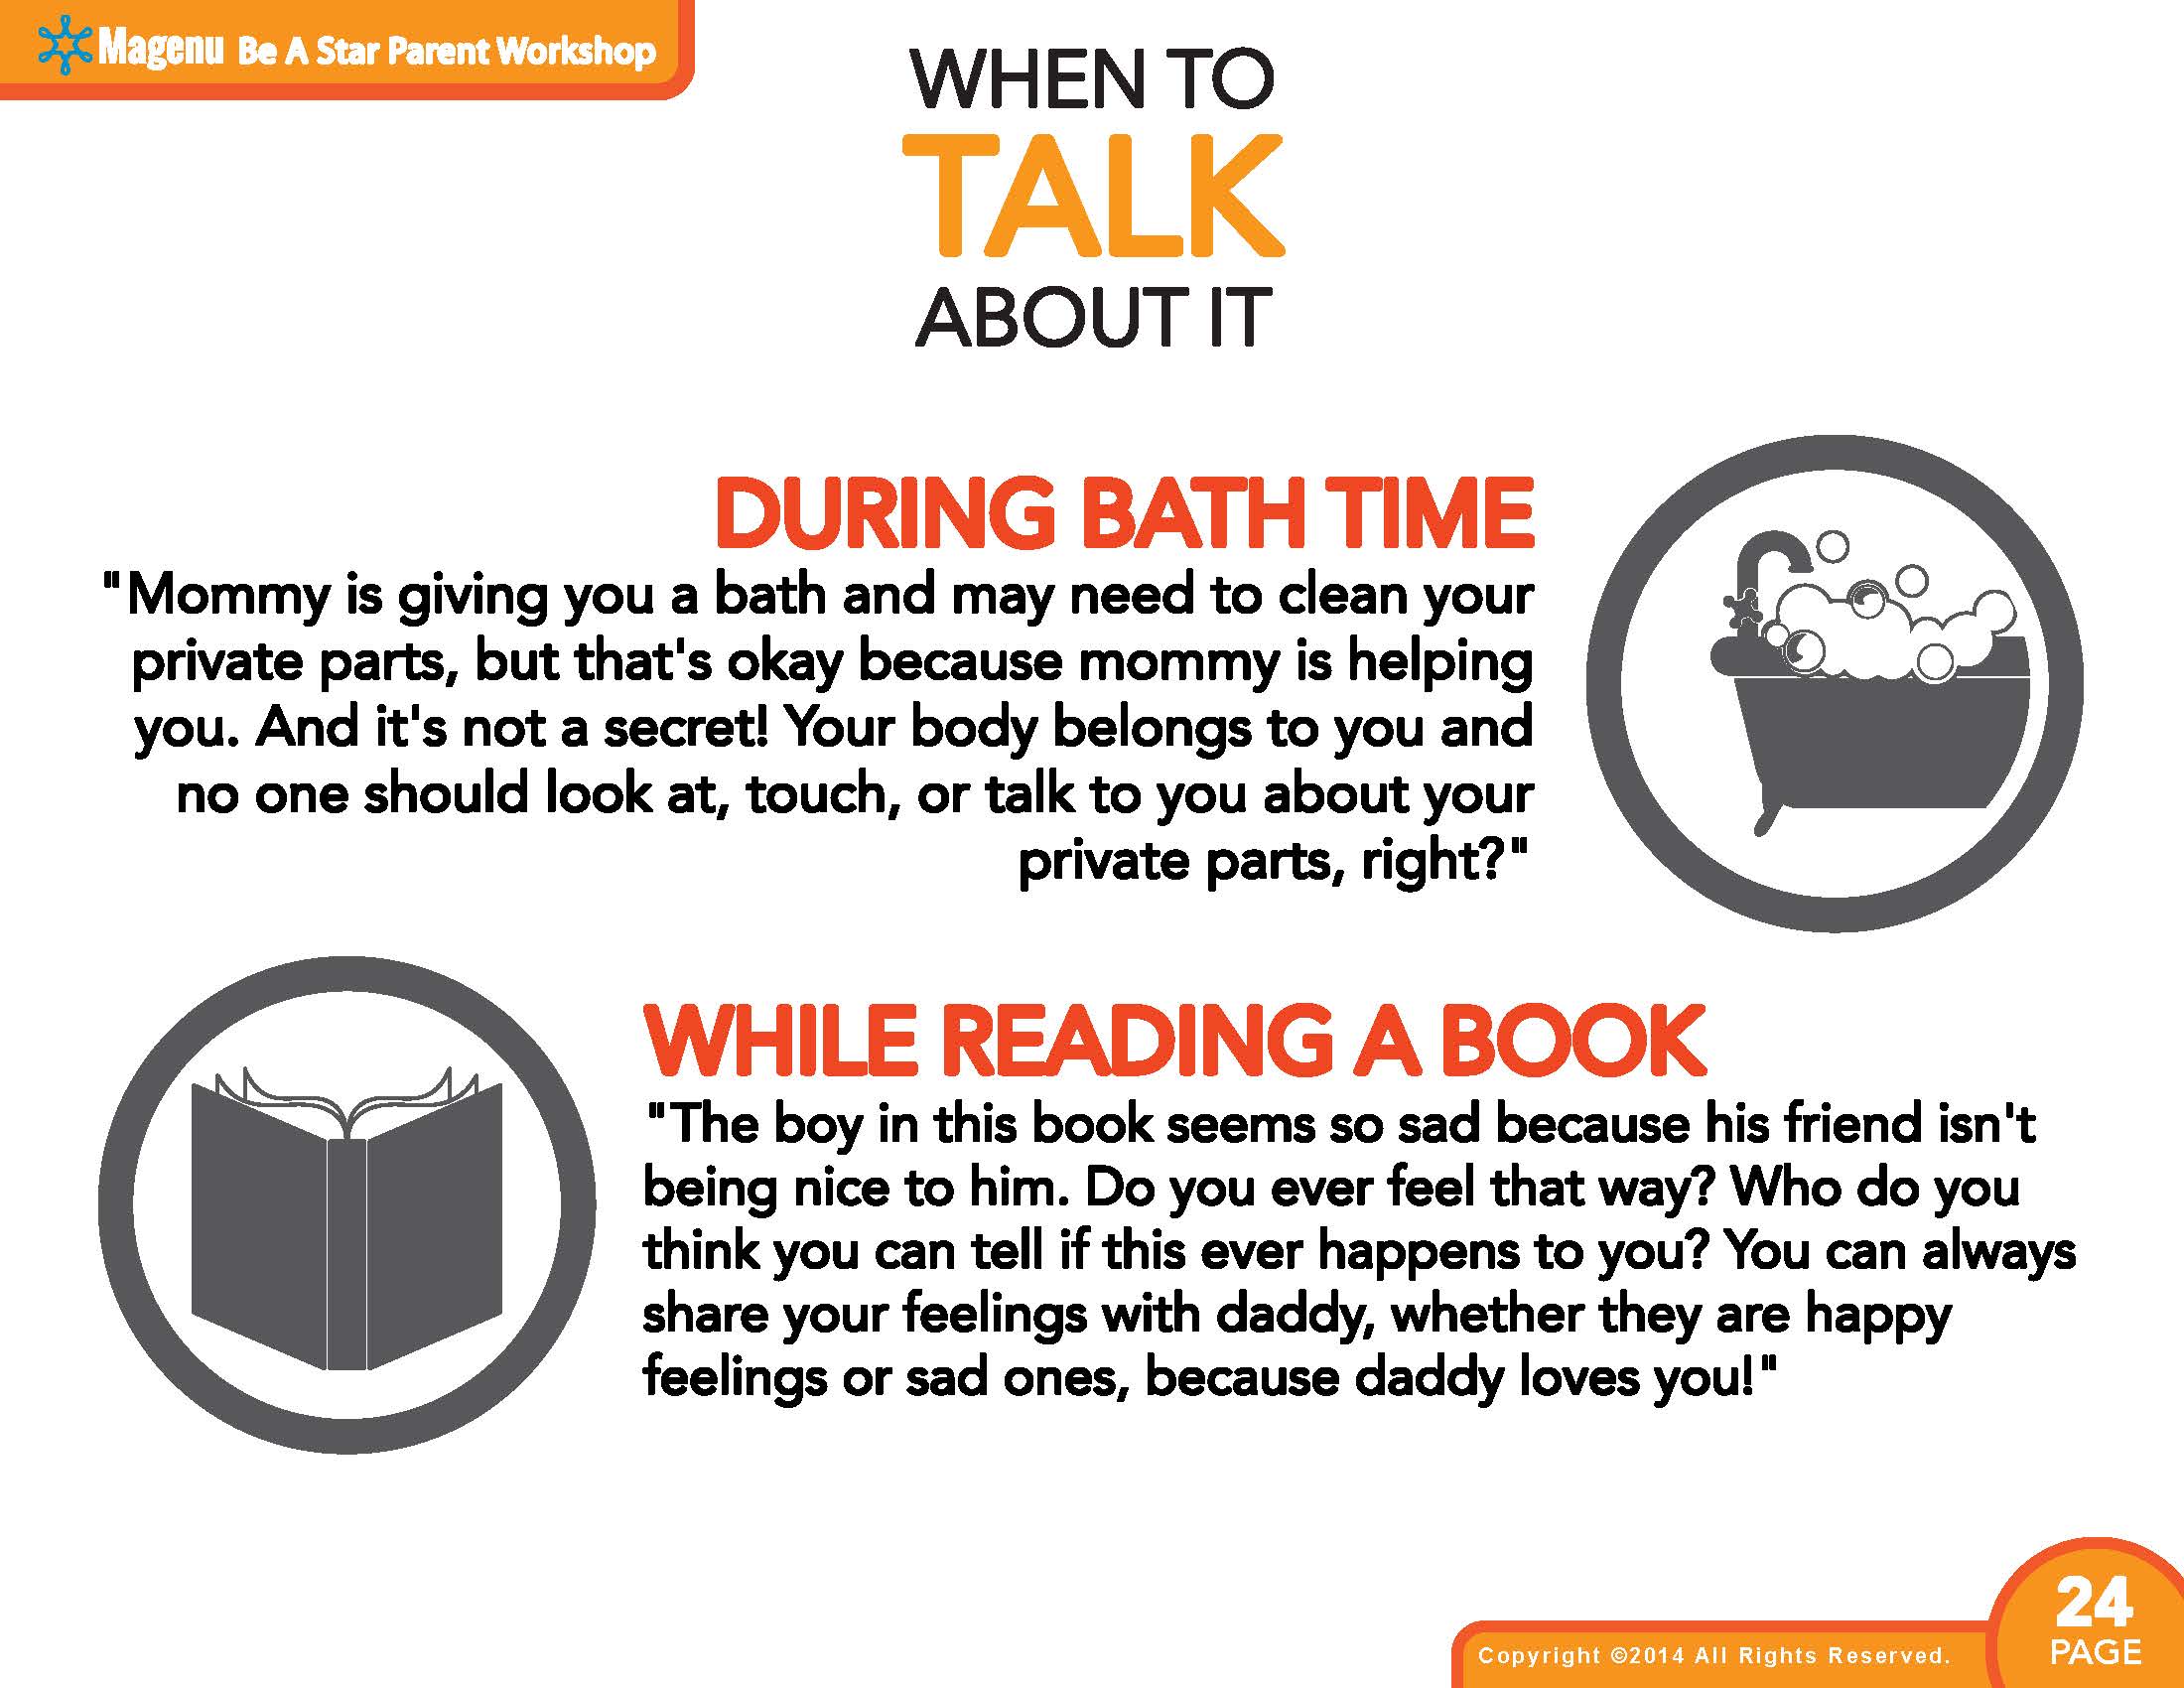 Magenu Be A Star Parent Workshop
WHEN TO
TALK
ABOUT IT
DURING BATH TIME
"Mommy is giving you a bath and may need to clean your
private parts, but that's okay because mommy is helping
you. And it's not a secret! Your body belongs to you and
no one should look at, touch, or talk to you about your
private parts, right?"
WHILE READING A BOOK
"The boy in this book seems so sad because his friend isn't
being nice to him. Do you ever feel that way? Who do you
think you can tell if this ever happens to you? You can always
share your feelings with daddy, whether they are happy
feelings or sad ones, because daddy loves you!"
Copyright ©2014 All Rights Reserved.
24
PAGE